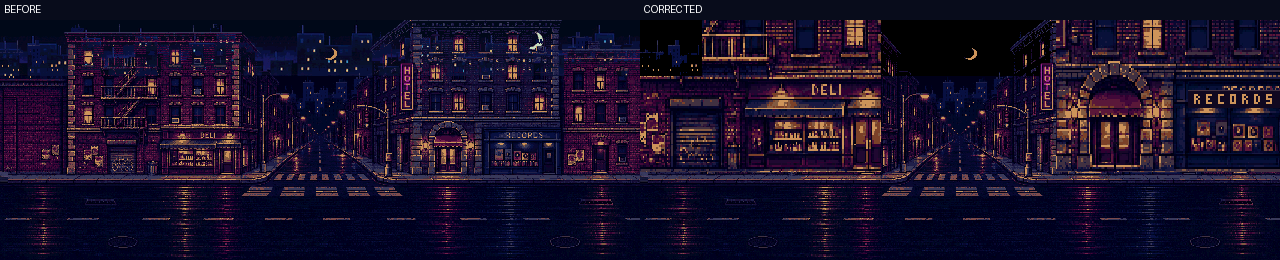 BEFORE
CORRECTED
DELI
HOTEL
RECORDS
DELI
HOTEL
RECORDS